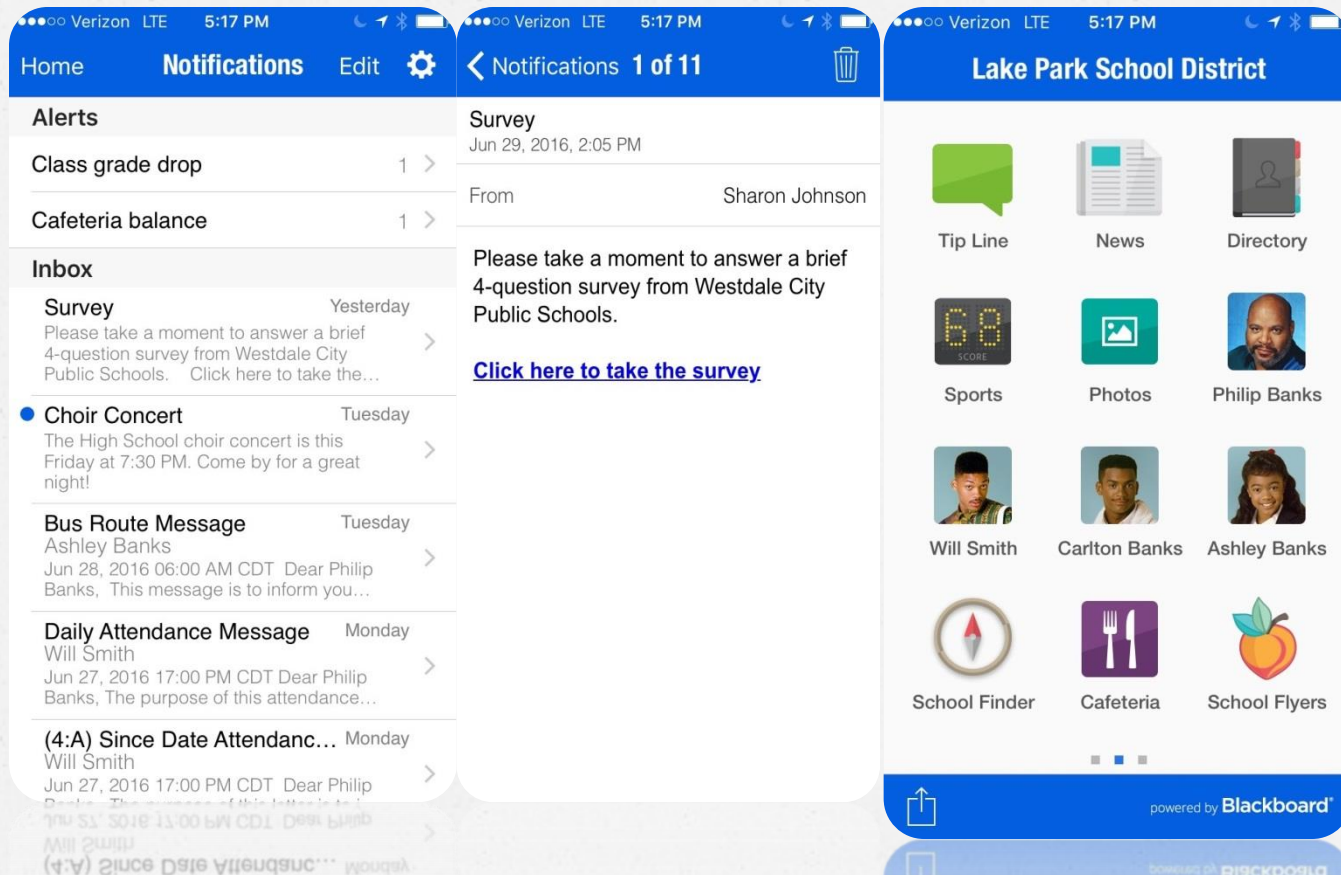 Verizon LTE 5:17 PM
Home Notifications Edit
Alerts
Class grade drop 1
Cafeteria balance 1
Inbox
Survey Yesterday
Please take a moment to answer a brief
4-question survey from Westdale City
Public Schools. Click here to take the…
Choir Concert Tuesday
The High School choir concert is this
Friday at 7:30 PM. Come by for a great
night!
Bus Route Message Tuesday
Ashley Banks
Jun 28, 2016 06:00 AM CDT Dear Philip
Banks, This message is to inform you…
Daily Attendance Message Monday
Will Smith
Jun 27, 2016 17:00 PM CDT Dear Philip
Banks, The purpose of this attendance…
(4:A) Since Date Attendanc… Monday
Will Smith
Jun 27, 2016 17:00 PM CDT Dear Philip
Verizon LTE 5:17 PM
Notifications 1 of 11
Survey
Jun 29, 2016, 2:05 PM
From Sharon Johnson
Please take a moment to answer a brief
4-question survey from Westdale City
Public Schools.
Click here to take the survey
Verizon LTE 5:17 PM
Lake Park School District
Tip Line News Directory
68
SCORE
Sports Photos Philip Banks
Will Smith Carlton Banks Ashley Banks
School Finder Cafeteria School Flyers
powered by Blackboard